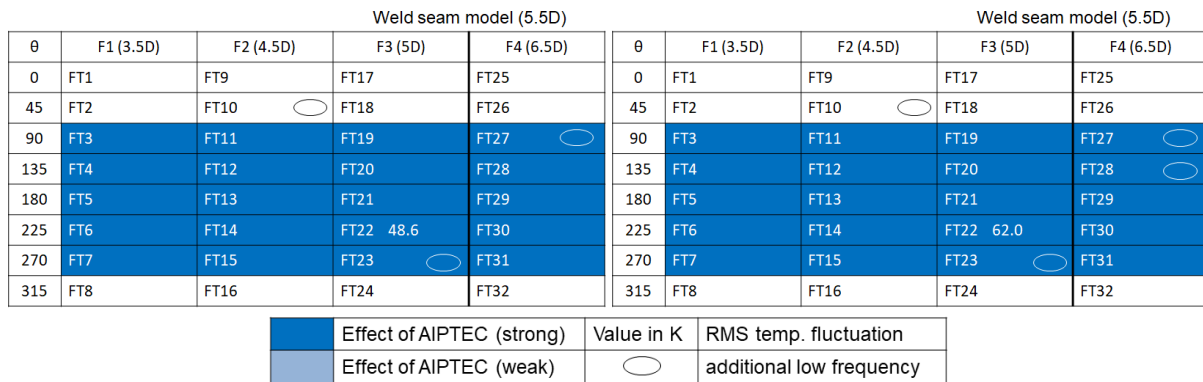 Weld seam model (5.5D) Weld seam model (5.5D)
θ F1 (3.5D) F2 (4.5D) F3 (5D) F4 (6.5D) θ F1 (3.5D) F2 (4.5D) F3 (5D) F4 (6.5D)
0 FT1 FT9 FT17 FT25 0 FT1 FT9 FT17 FT25
45 FT2 FT10 FT18 FT26 45 FT2 FT10 FT18 FT26
90 FT3 FT11 FT19 FT27 90 FT3 FT11 FT19 FT27
135 FT4 FT12 FT20 FT28 135 FT4 FT12 FT20 FT28
180 FT5 FT13 FT21 FT29 180 FT5 FT13 FT21 FT29
225 FT6 FT14 FT22 48.6 FT30 225 FT6 FT14 FT22 62.0 FT30
270 FT7 FT15 FT23 FT31 270 FT7 FT15 FT23 FT31
315 FT8 FT16 FT24 FT32 315 FT8 FT16 FT24 FT32
Effect of AIPTEC (strong) Value in K RMS temp. fluctuation
Effect of AIPTEC (weak) additional low frequency